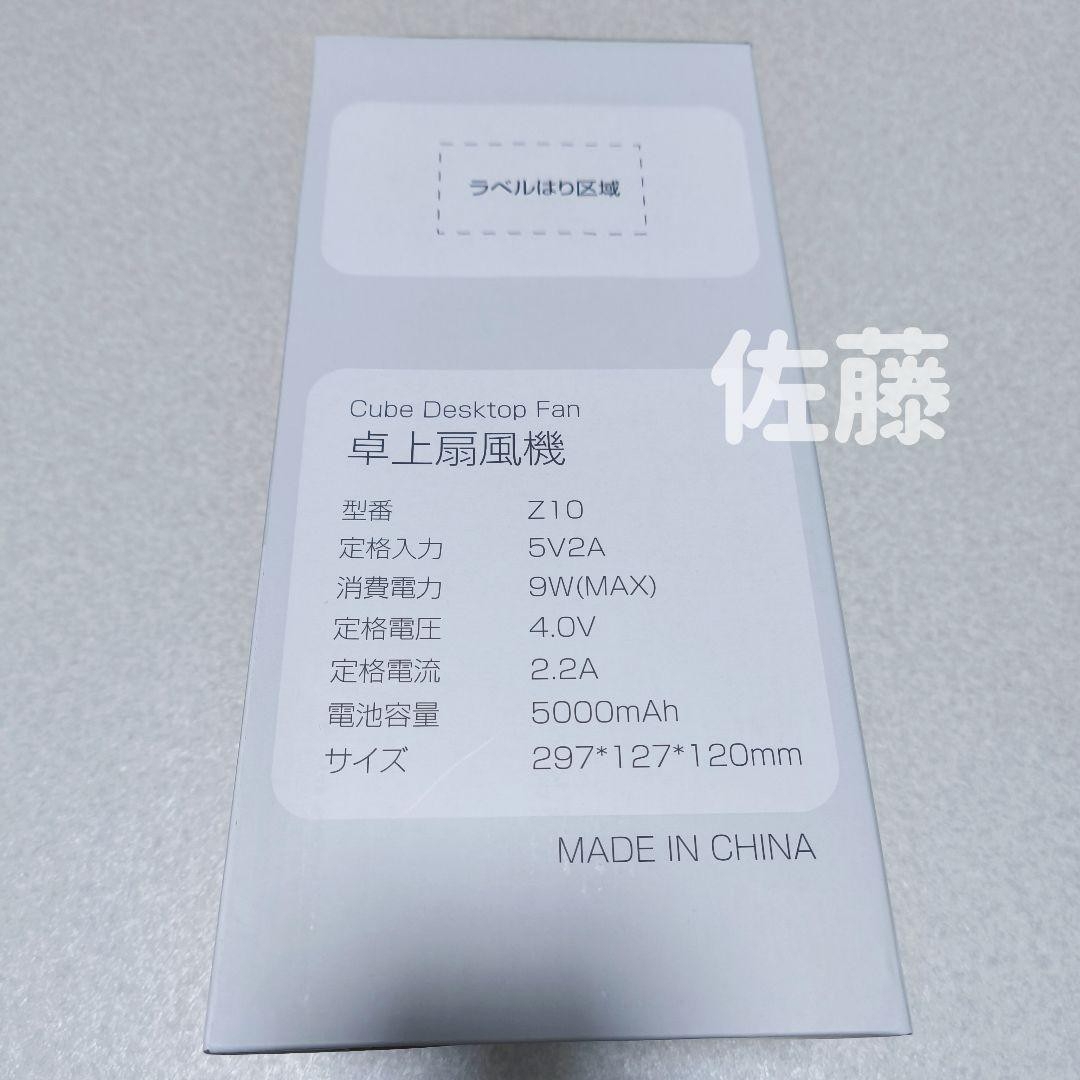 ラベルはり区域
佐藤
Cube Desktop Fan
卓上扇風機
型番 Z10
定格入力 5V2A
消費電力 9W(MAX)
定格電圧 4.0V
定格電流 2.2A
電池容量 5000mAh
サイズ 297*127*120mm
MADE IN CHINA